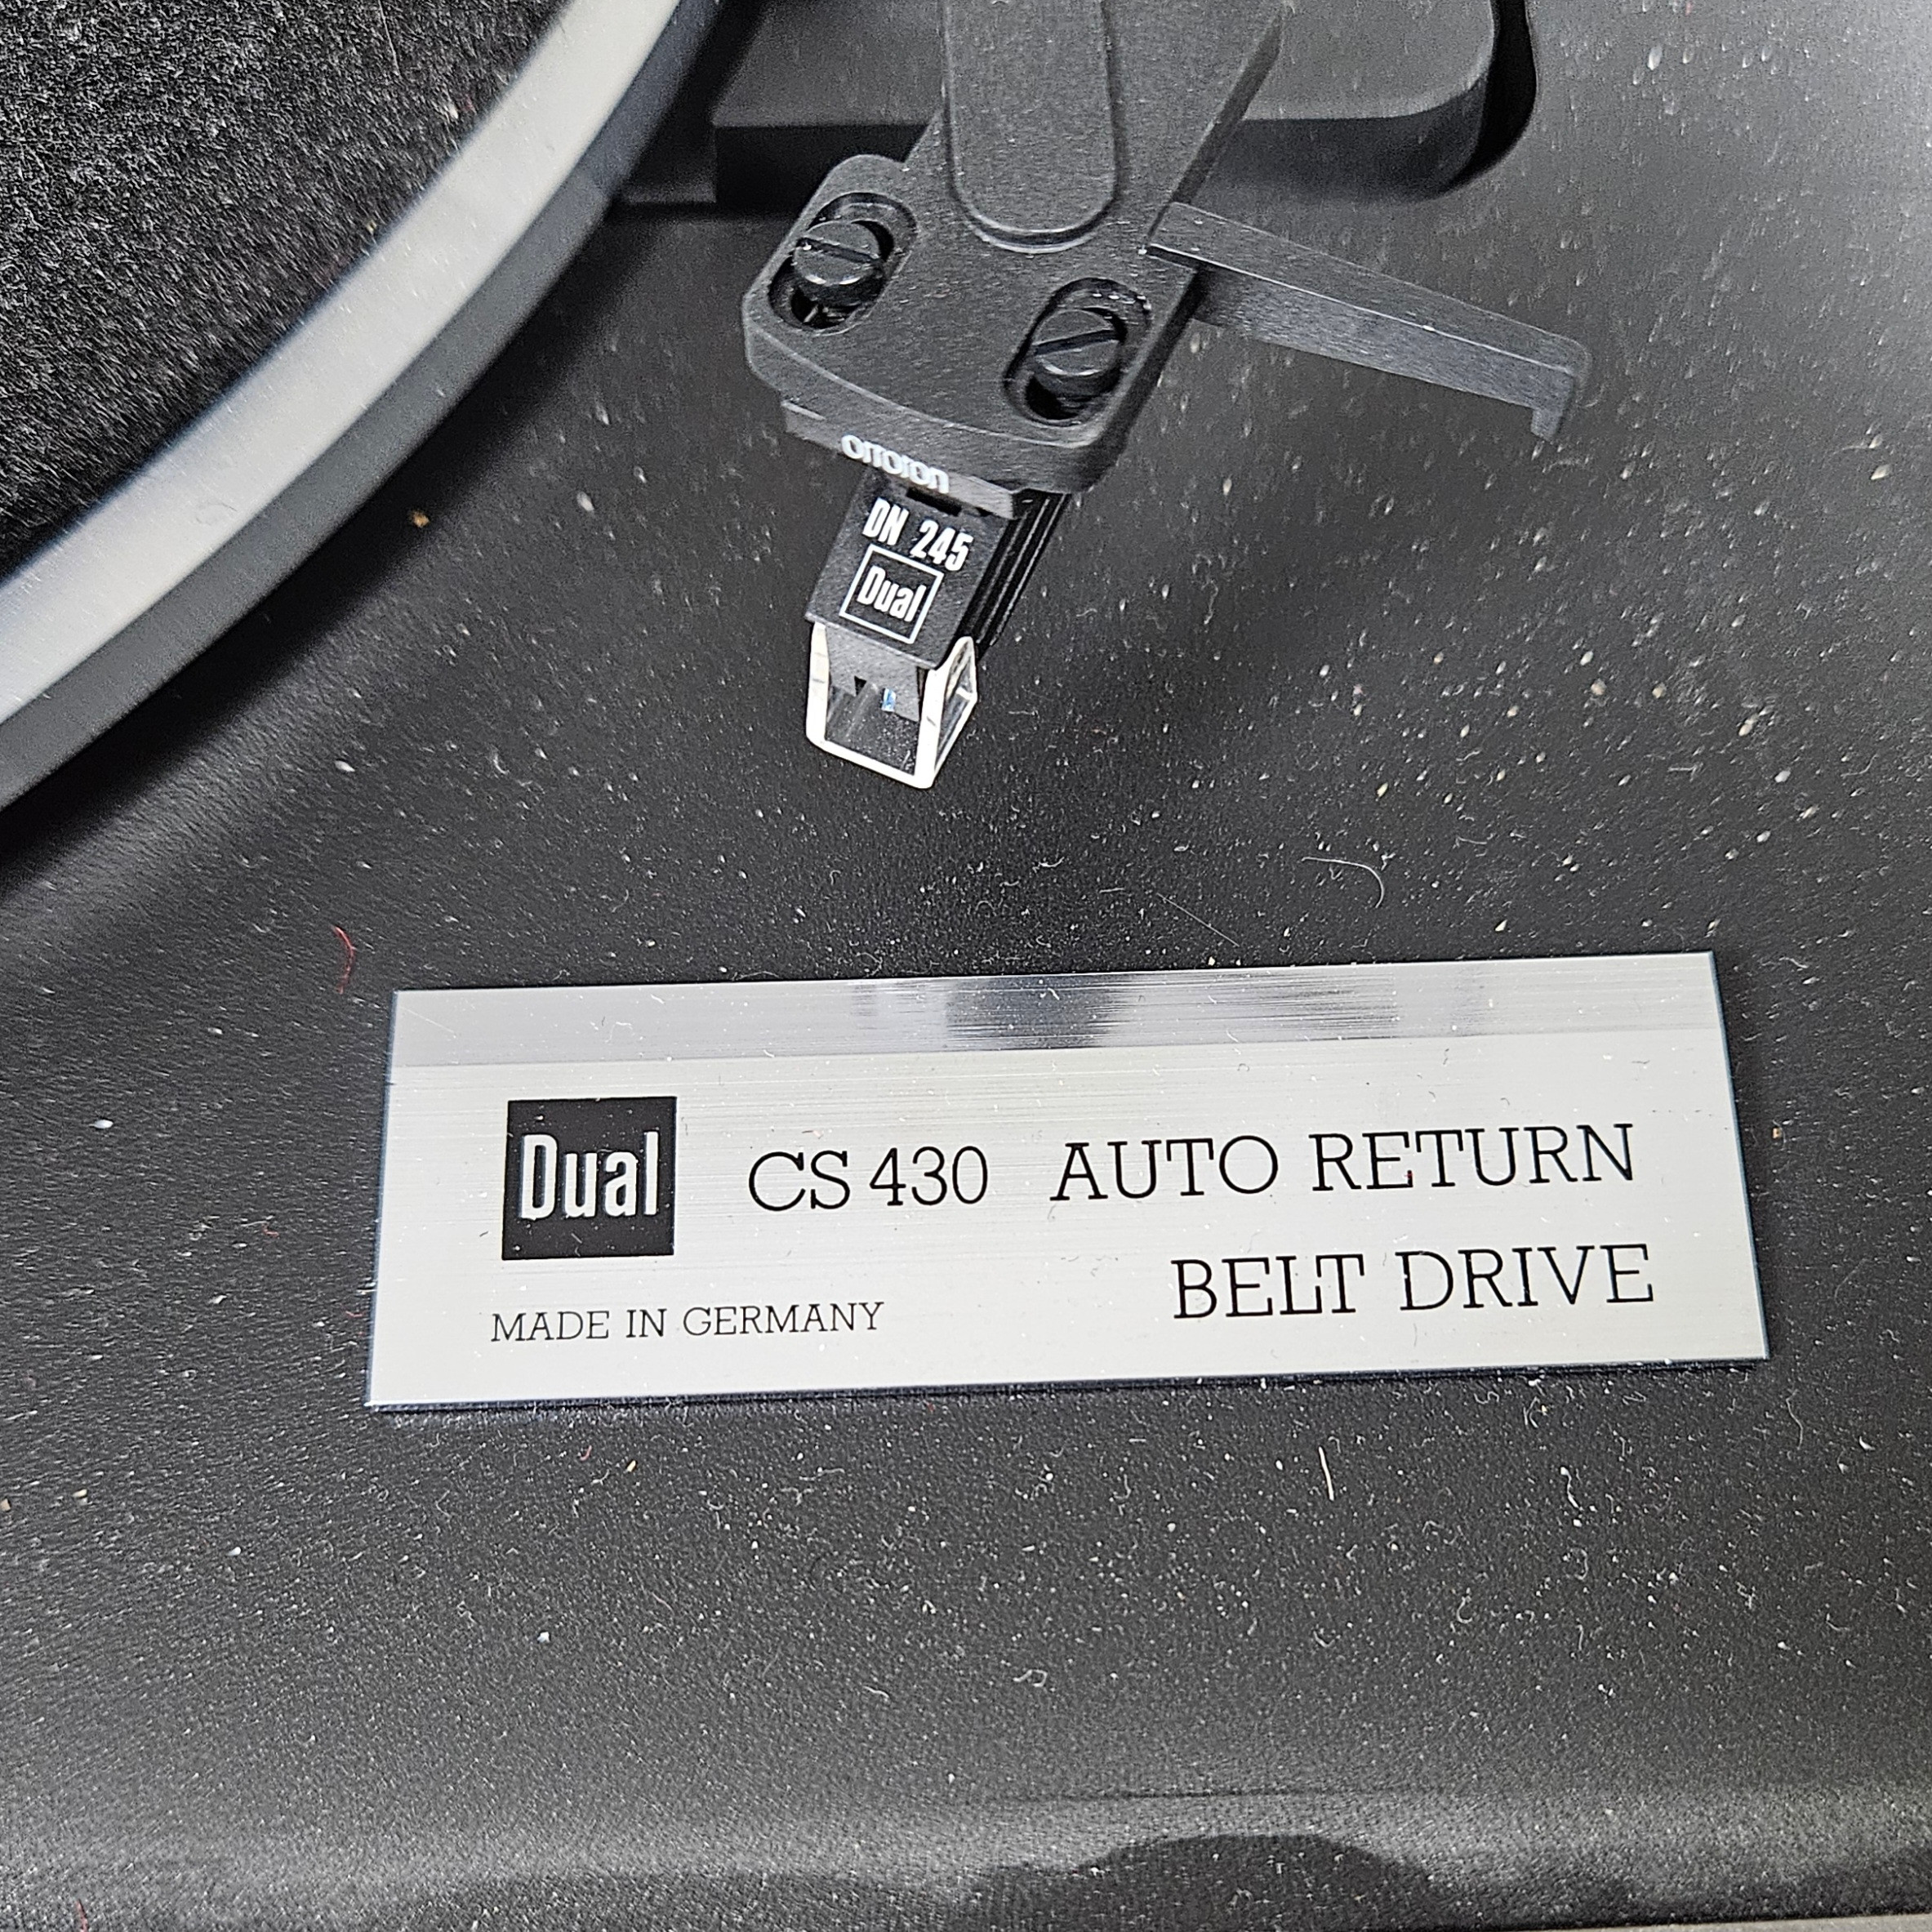 ortofon
DN 245
Dual
Dual CS 430 AUTO RETURN
BELT DRIVE
MADE IN GERMANY